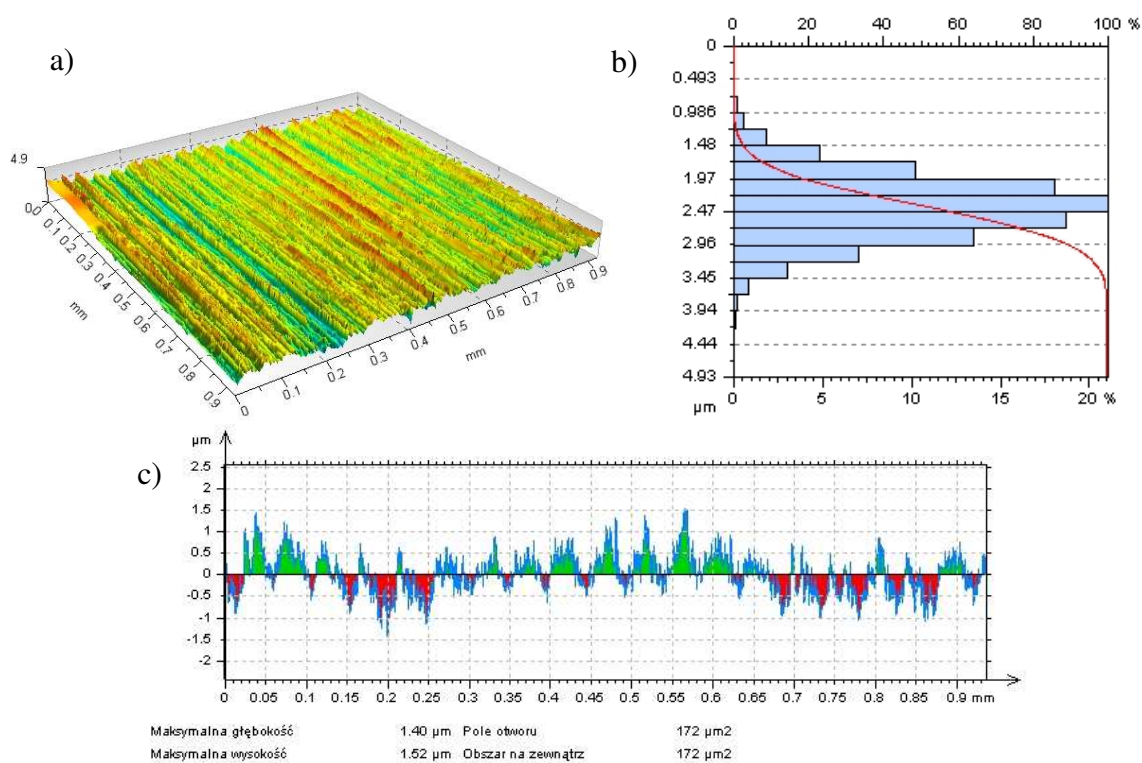 a)
4.9
0.0
0.1
0.2
0.3
0.4
0.5
0.6
0.7
0.8
0.9
mm
0 0.1 0.2 0.3 0.4 0.5 0.6 0.7 0.8 0.9
mm
b)
0 20 40 60 80 100 %
0
0.493
0.986
1.48
1.97
2.47
2.96
3.45
3.94
4.44
4.93
µm 0 5 10 15 20 %
c)
µm
2.5
2
1.5
1
0.5
0
-0.5
-1
-1.5
-2
0 0.05 0.1 0.15 0.2 0.25 0.3 0.35 0.4 0.45 0.5 0.55 0.6 0.65 0.7 0.75 0.8 0.85 0.9 mm
Maksymalna głębokość 1.40 µm Pole otworu 172 µm2
Maksymalna wysokość 1.52 µm Obszar na zewnątrz 172 µm2